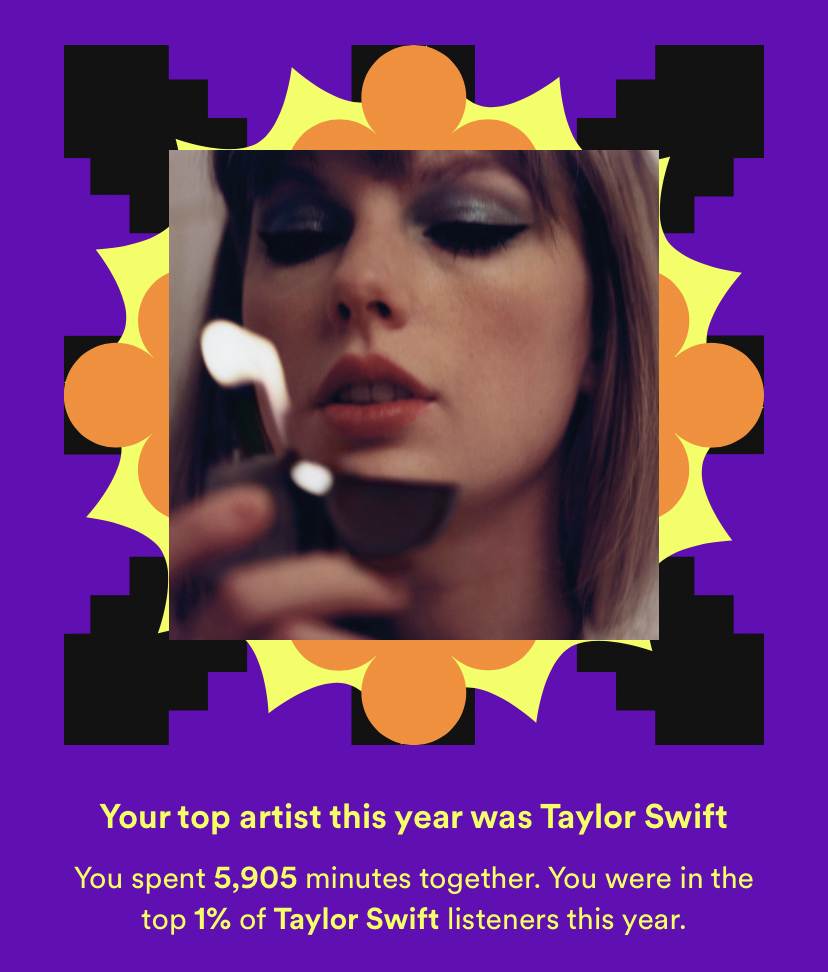 Your top artist this year was Taylor Swift
You spent 5,905 minutes together. You were in the
top 1% of Taylor Swift listeners this year.